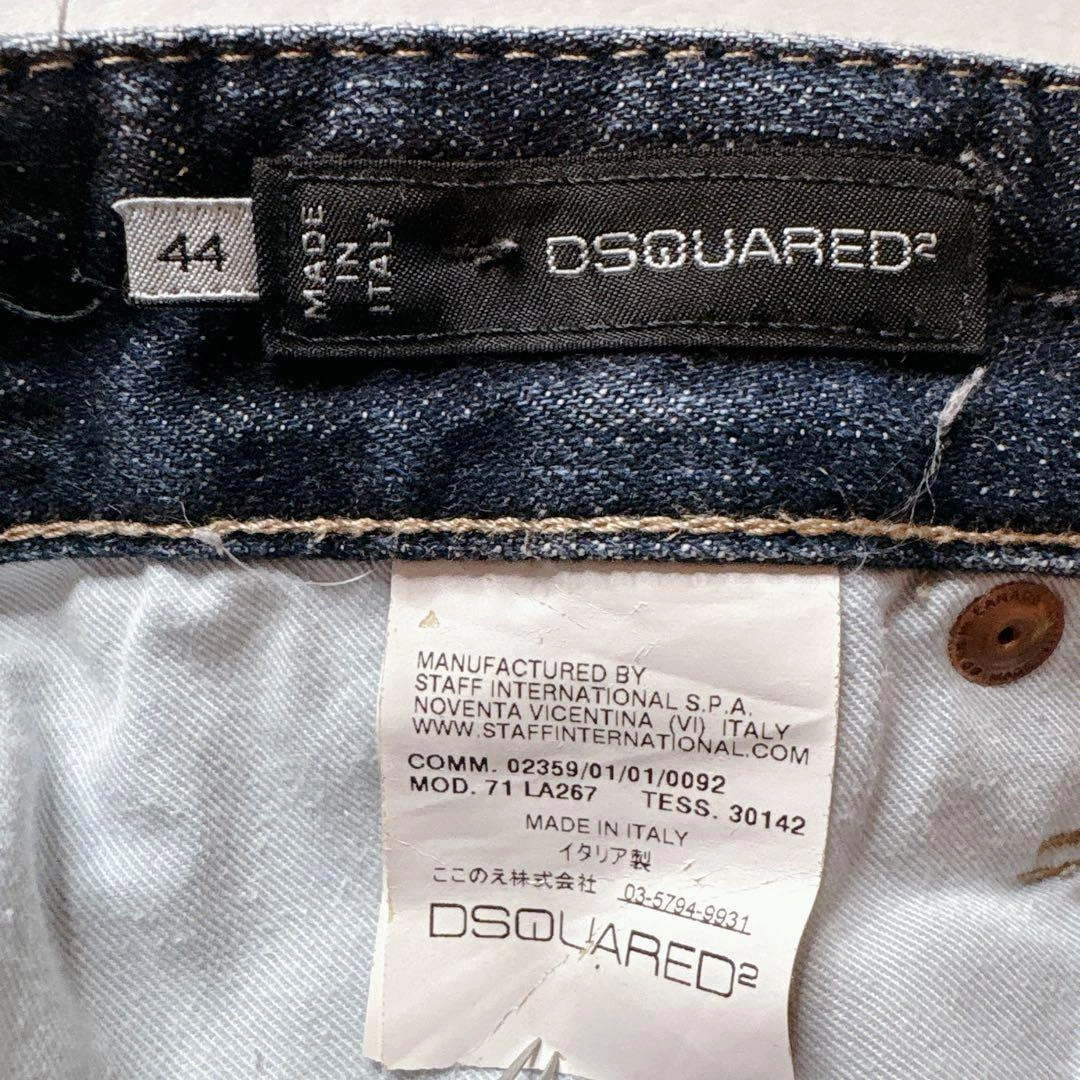 44
MADE
IN
ITALY
DSQUARED2
MANUFACTURED BY
STAFF INTERNATIONAL S.P.A.
NOVENTA VICENTINA (VI) ITALY
WWW.STAFFINTERNATIONAL.COM
COMM. 02359/01/01/0092
MOD. 71 LA267 TESS. 30142
MADE IN ITALY
イタリア製
ここのえ株式会社 03-5794-9931
DSQUARED2